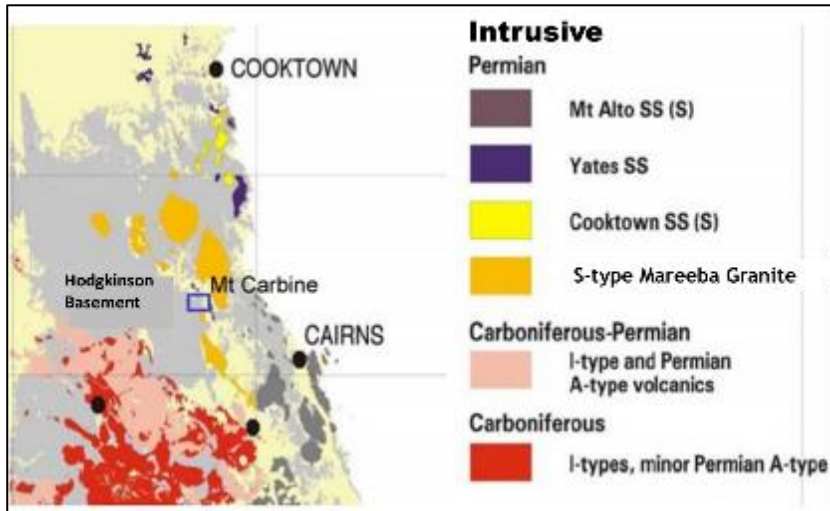 COOKTOWN
Hodgkinson
Basement
Mt Carbine
CAIRNS
Intrusive
Permian
Mt Alto SS (S)
Yates SS
Cooktown SS (S)
S-type Mareeba Granite
Carboniferous-Permian
I-type and Permian
A-type volcanics
Carboniferous
I-types, minor Permian A-type